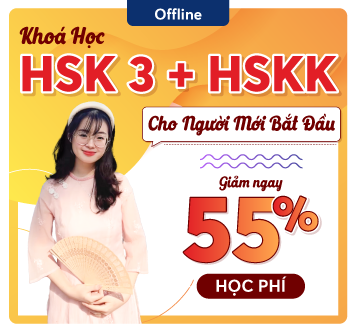 Offline
Khoá Học
HSK 3 + HSKK
Cho Người Mới Bắt Đầu
Giảm ngay
55%
HỌC PHÍ